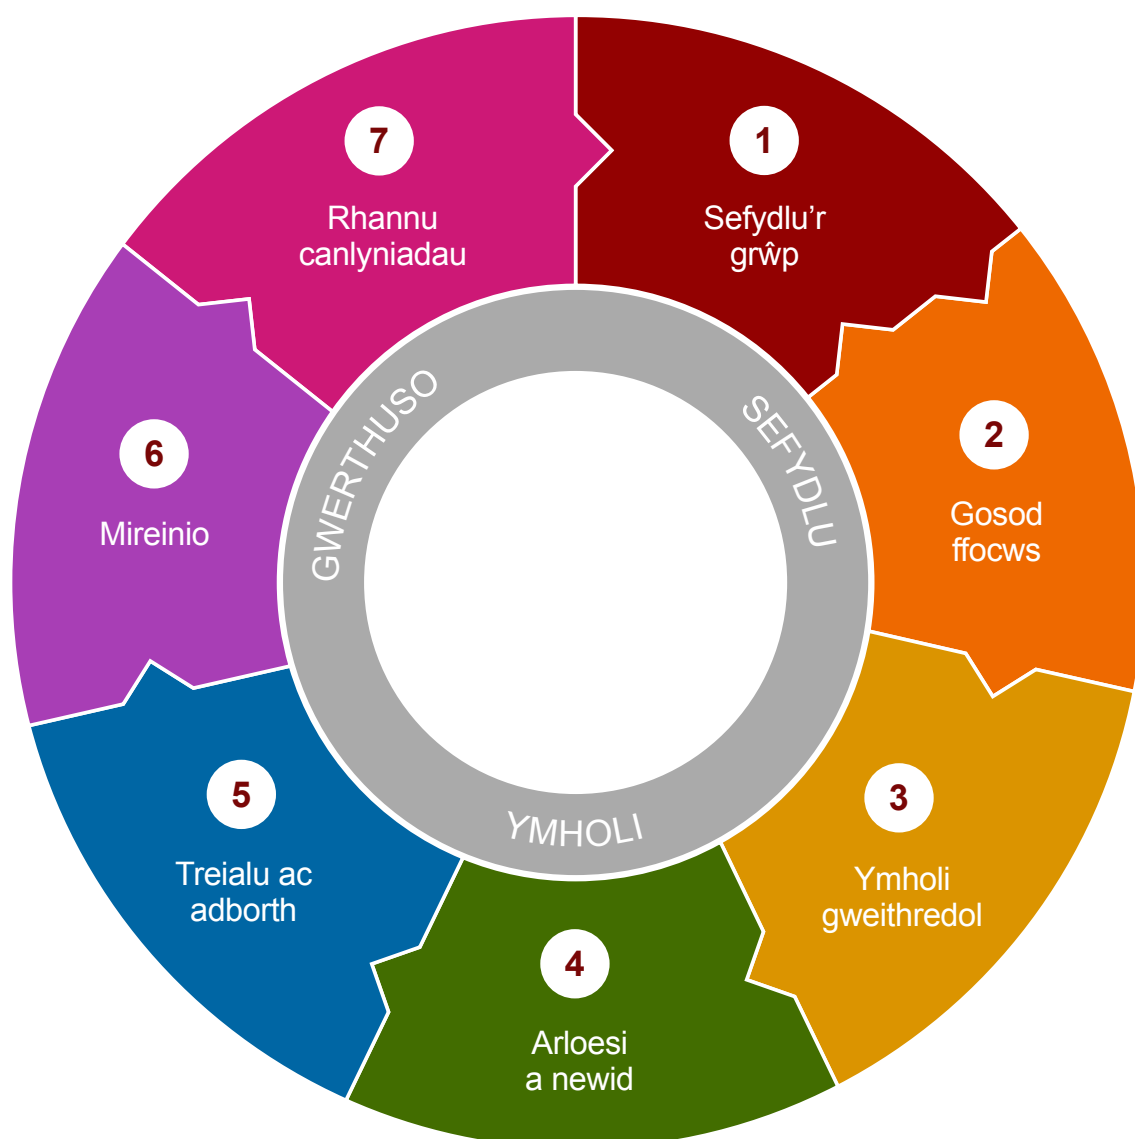 1
Sefydlu’r
grŵp
2
Gosod
ffocws
3
Ymholi
gweithredol
4
Arloesi
a newid
5
Treialu ac
adborth
6
Mireinio
7
Rhannu
canlyniadau
SEFYDLU
YMHOLI
GWERTHUSO